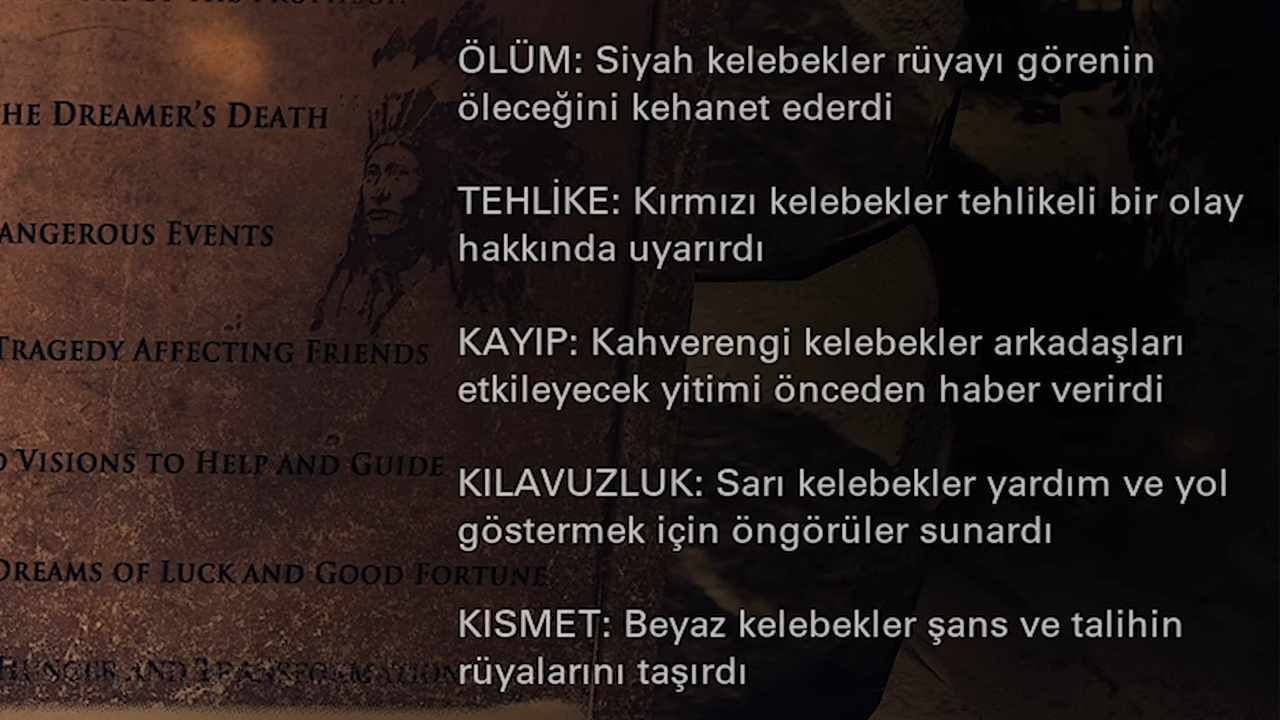 HE DREAMER'S DEATH
ANGEROUS EVENTS
TRAGEDY AFFECTING FRIENDS
VISIONS TO HELP AND GUIDE
DREAMS OF LUCK AND GOOD FORTUNE
HUNGER AND TRANSFORMATION
ÖLÜM: Siyah kelebekler rüyayı görenin
öleceğini kehanet ederdi
TEHLİKE: Kırmızı kelebekler tehlikeli bir olay
hakkında uyarırdı
KAYIP: Kahverengi kelebekler arkadaşları
etkileyecek yitimi önceden haber verirdi
KILAVUZLUK: Sarı kelebekler yardım ve yol
göstermek için öngörüler sunardı
KISMET: Beyaz kelebekler şans ve talihin
rüyalarını taşırdı